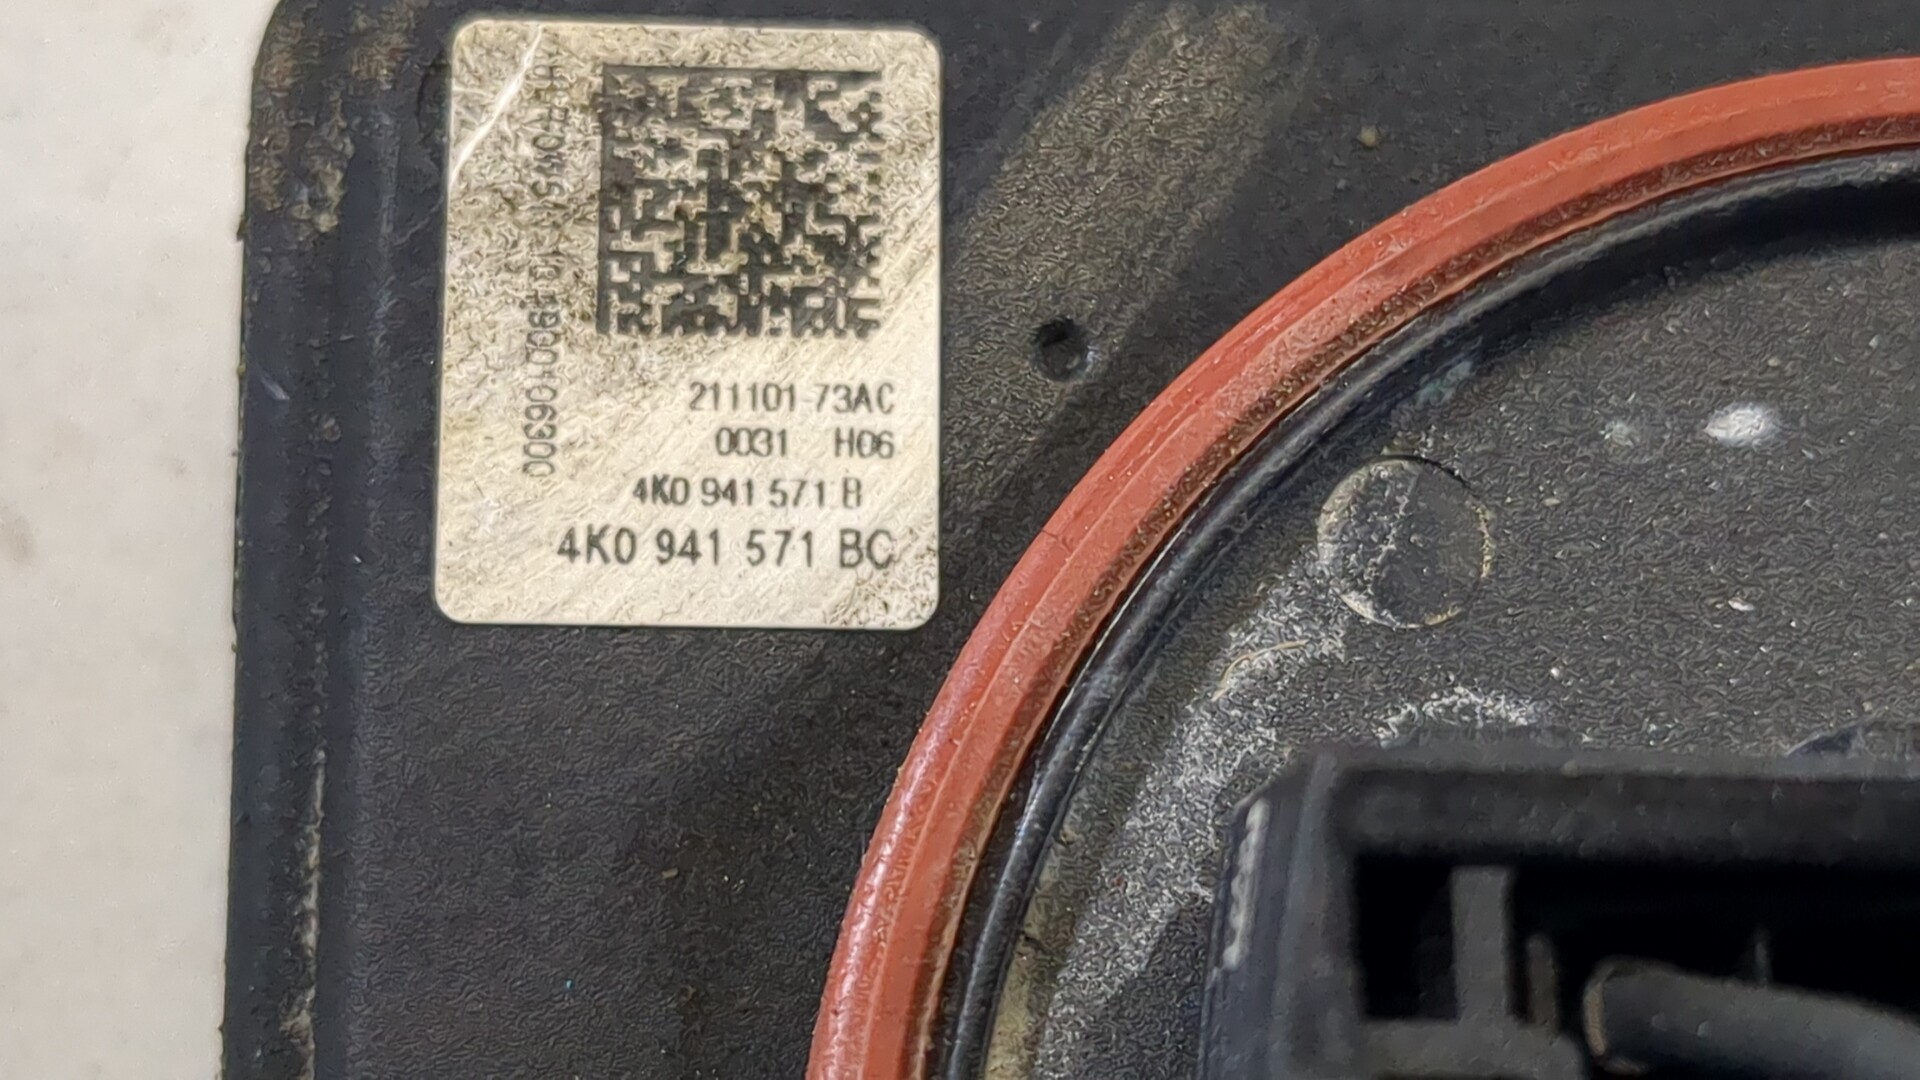 211101 73AC
0031 H06
4K0 941 571 B
4K0 941 571 BC